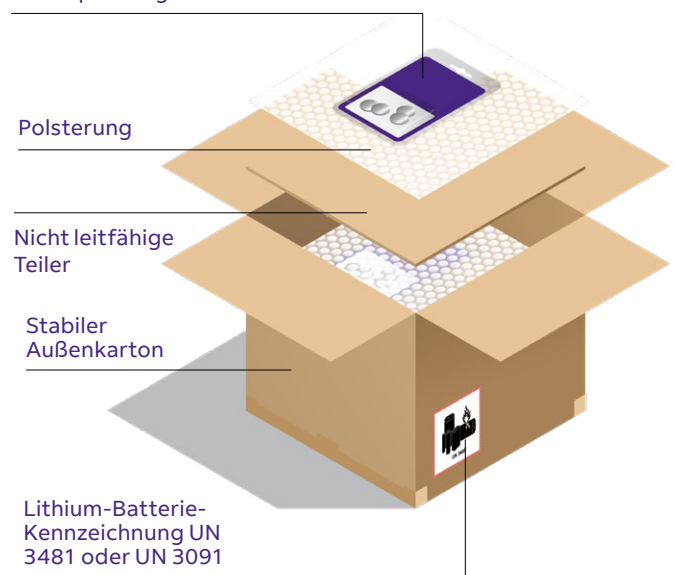 Polsterung
Nicht leitfähige
Teiler
Stabiler
Außenkarton
Lithium-Batterie-
Kennzeichnung UN
3481 oder UN 3091